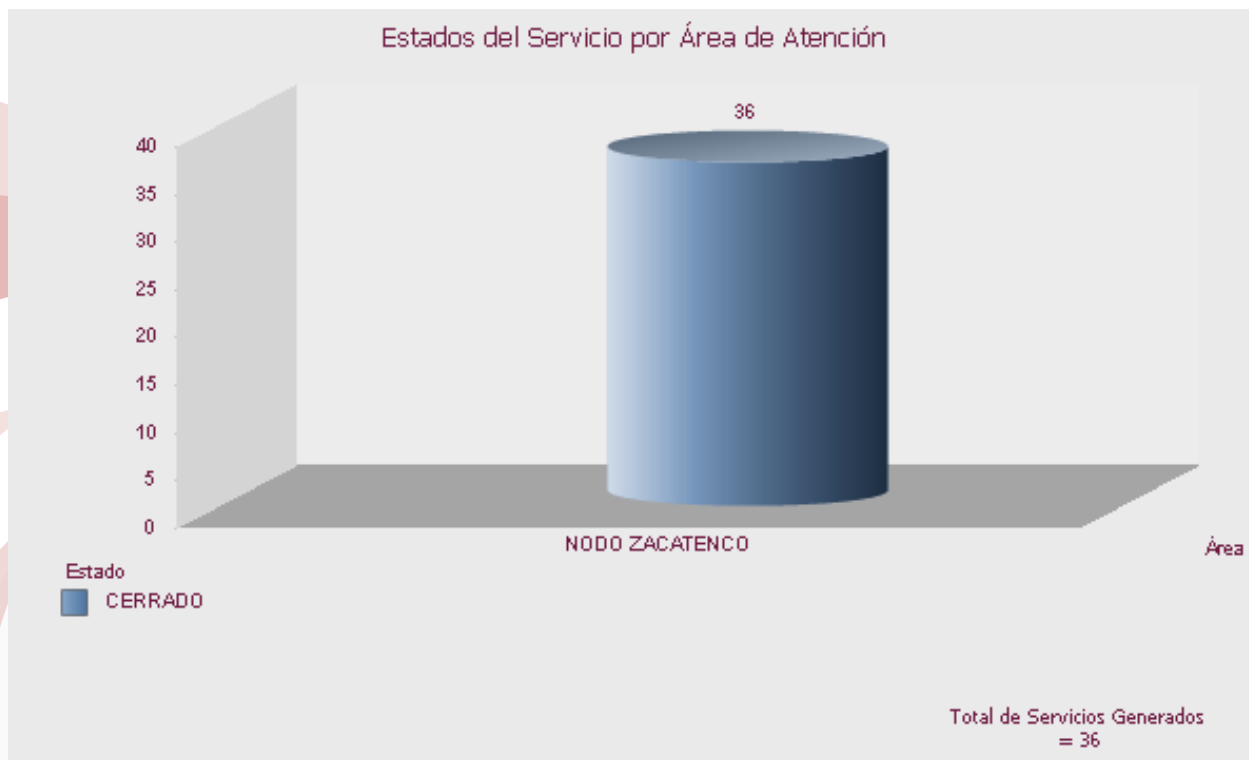 Estados del Servicio por Área de Atención
36
40
35
30
25
20
15
10
5
0
NODO ZACATENCO
Área
Estado
CERRADO
Total de Servicios Generados
= 36